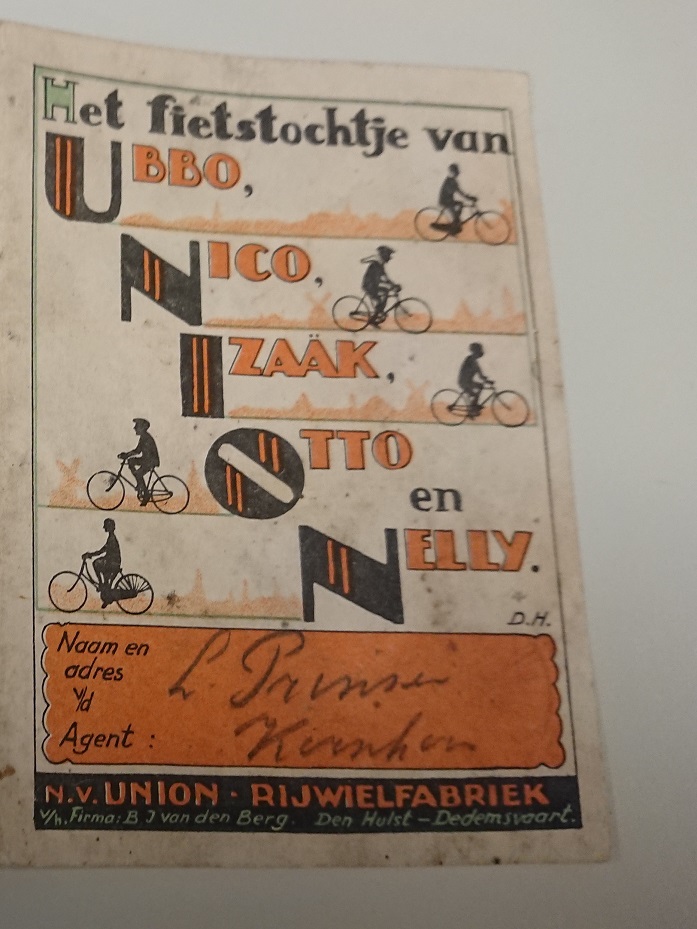 Het fietstochtje van
UBBO,
NICO,
IZAÄK,
OTTO
en
NELLY.
D.H.
Naam en
adres
v/d
Agent :
L. Prinsen
N.V. UNION - RIJWIELFABRIEK
v/h. Firma: B. J van den Berg. Den Hulst - Dedemsvaart.